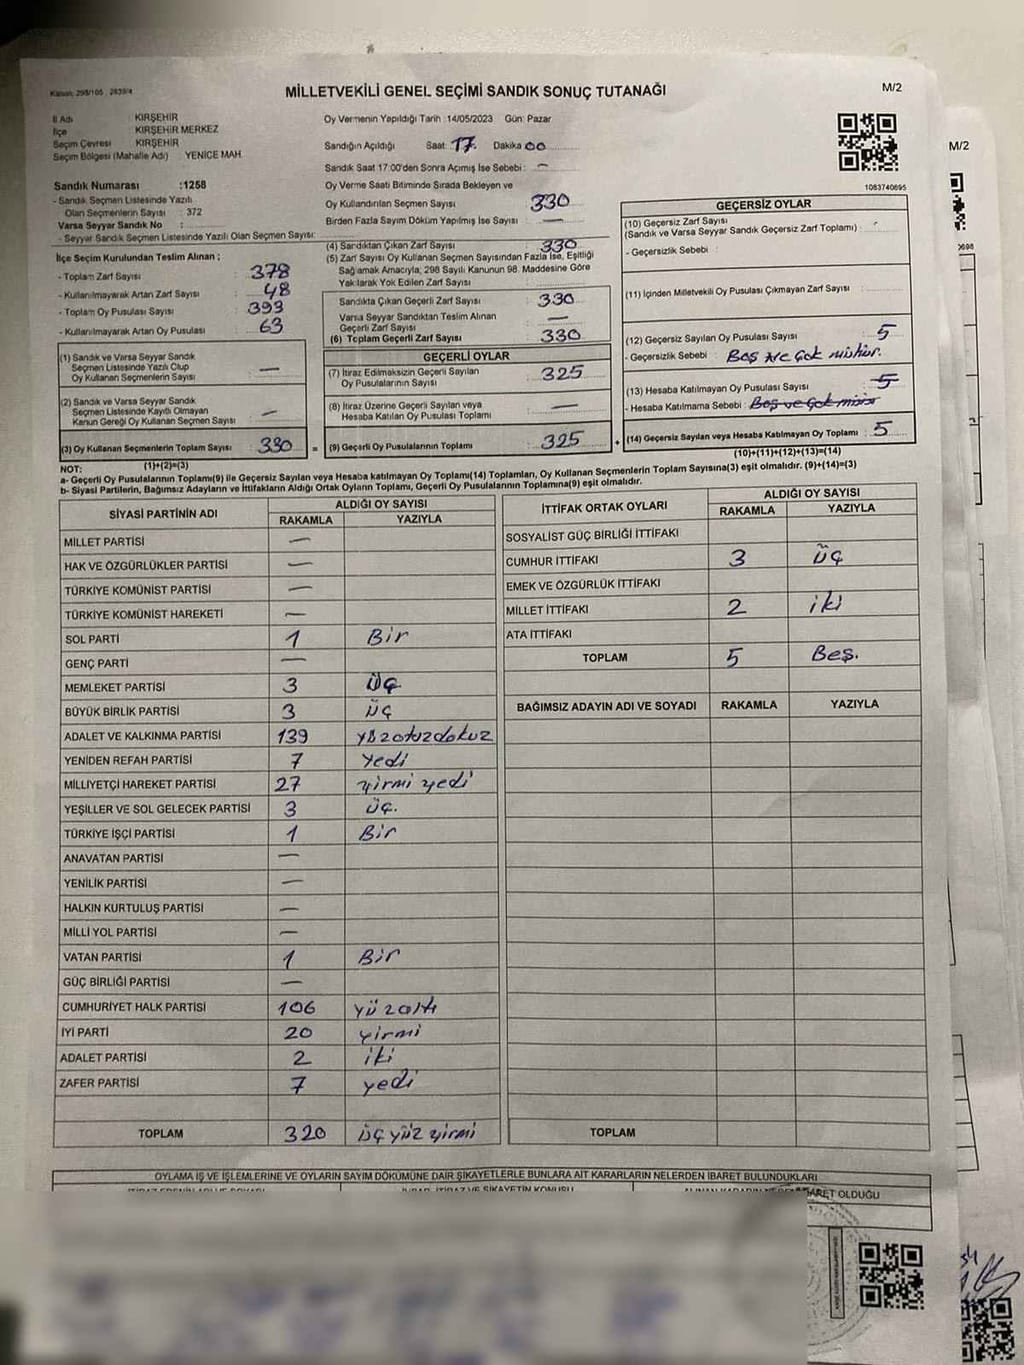 Kanun: 298/105 , 2839/4
MİLLETVEKİLİ GENEL SEÇİMİ SANDIK SONUÇ TUTANAĞI
M/2
İl Adı : KIRŞEHİR
İlçe : KIRŞEHİR MERKEZ
Seçim Çevresi : KIRŞEHİR
Seçim Bölgesi (Mahalle Adı) YENİCE MAH
Sandık Numarası :1258
- Sandık Seçmen Listesinde Yazılı
Olan Seçmenlerin Sayısı : 372
Varsa Seyyar Sandık No :
- Seyyar Sandık Seçmen Listesinde Yazılı Olan Seçmen Sayısı:
Oy Vermenin Yapıldığı Tarih :14/05/2023 Gün: Pazar
Sandığın Açıldığı Saat: 17. Dakika 00
Sandık Saat 17:00'den Sonra Açımış İse Sebebi : —
Oy Verme Saati Bitiminde Sırada Bekleyen ve
Oy Kullandırılan Seçmen Sayısı 330
Birden Fazla Sayım Döküm Yapılmış İse Sayısı : —
1083740695
M/2
İlçe Seçim Kurulundan Teslim Alınan ;
- Toplam Zarf Sayısı : 378
- Kullanılmayarak Artan Zarf Sayısı : 48
- Toplam Oy Pusulası Sayısı : 393
- Kullanılmayarak Artan Oy Pusulası : 63
(4) Sandıktan Çıkan Zarf Sayısı : 330
(5) Zarf Sayısı Oy Kullanan Seçmen Sayısından Fazla İse, Eşitliği
Sağlamak Amacıyla, 298 Sayılı Kanunun 98. Maddesine Göre
Yakılarak Yok Edilen Zarf Sayısı :
Sandıkta Çıkan Geçerli Zarf Sayısı : 330
Varsa Seyyar Sandıktan Teslim Alınan
Geçerli Zarf Sayısı : —
(6) Toplam Geçerli Zarf Sayısı : 330
GEÇERSİZ OYLAR
(10) Geçersiz Zarf Sayısı
(Sandık ve Varsa Seyyar Sandık Geçersiz Zarf Toplamı) :
- Geçersizlik Sebebi :
(11) İçinden Milletvekili Oy Pusulası Çıkmayan Zarf Sayısı :
(12) Geçersiz Sayılan Oy Pusulası Sayısı : 5
- Geçersizlik Sebebi : Boş ve Çok mühür.
(13) Hesaba Katılmayan Oy Pusulası Sayısı : 5
- Hesaba Katılmama Sebebi : Boş ve Çok
(14) Geçersiz Sayılan veya Hesaba Katılmayan Oy Toplamı : 5
(10)+(11)+(12)+(13)=(14)
(1) Sandık ve Varsa Seyyar Sandık
Seçmen Listesinde Yazılı Olup
Oy Kullanan Seçmenlerin Sayısı : —
(2) Sandık ve Varsa Seyyar Sandık
Seçmen Listesinde Kayıtlı Olmayan
Kanun Gereği Oy Kullanan Seçmen Sayısı : —
(3) Oy Kullanan Seçmenlerin Toplam Sayısı : 330 =
(1)+(2)=(3)
GEÇERLİ OYLAR
(7) İtiraz Edilmeksizin Geçerli Sayılan
Oy Pusulalarının Sayısı : 325
(8) İtiraz Üzerine Geçerli Sayılan veya
Hesaba Katılan Oy Pusulası Toplamı : —
(9) Geçerli Oy Pusulalarının Toplamı : 325 +
NOT:
a- Geçerli Oy Pusulalarının Toplamı(9) ile Geçersiz Sayılan veya Hesaba katılmayan Oy Toplamı(14) Toplamları, Oy Kullanan Seçmenlerin Toplam Sayısına(3) eşit olmalıdır. (9)+(14)=(3)
b- Siyasi Partilerin, Bağımsız Adayların ve İttifakların Aldığı Ortak Oyların Toplamı, Geçerli Oy Pusulalarının Toplamına(9) eşit olmalıdır.
SİYASİ PARTİNİN ADI ALDIĞI OY SAYISI
RAKAMLA YAZIYLA
MİLLET PARTİSİ —
HAK VE ÖZGÜRLÜKLER PARTİSİ —
TÜRKİYE KOMÜNİST PARTİSİ —
TÜRKİYE KOMÜNİST HAREKETİ —
SOL PARTİ 1 Bir
GENÇ PARTİ —
MEMLEKET PARTİSİ 3 üç
BÜYÜK BİRLİK PARTİSİ 3 üç
ADALET VE KALKINMA PARTİSİ 139 yüzotuzdokuz
YENİDEN REFAH PARTİSİ 7 yedi
MİLLİYETÇİ HAREKET PARTİSİ 27 yirmi yedi
YEŞİLLER VE SOL GELECEK PARTİSİ 3 üç.
TÜRKİYE İŞÇİ PARTİSİ 1 Bir
ANAVATAN PARTİSİ —
YENİLİK PARTİSİ —
HALKIN KURTULUŞ PARTİSİ —
MİLLİ YOL PARTİSİ —
VATAN PARTİSİ 1 Bir
GÜÇ BİRLİĞİ PARTİSİ —
CUMHURİYET HALK PARTİSİ 106 yüzaltı
İYİ PARTİ 20 yirmi
ADALET PARTİSİ 2 iki
ZAFER PARTİSİ 7 yedi
TOPLAM 320 üç yüz yirmi
İTTİFAK ORTAK OYLARI ALDIĞI OY SAYISI
RAKAMLA YAZIYLA
SOSYALİST GÜÇ BİRLİĞİ İTTİFAKI
CUMHUR İTTİFAKI 3 üç
EMEK VE ÖZGÜRLÜK İTTİFAKI
MİLLET İTTİFAKI 2 iki
ATA İTTİFAKI
TOPLAM 5 Beş.
BAĞIMSIZ ADAYIN ADI VE SOYADI RAKAMLA YAZIYLA
TOPLAM
OYLAMA İŞ VE İŞLEMLERİNE VE OYLARIN SAYIM DÖKÜMÜNE DAİR ŞİKAYETLERLE BUNLARA AİT KARARLARIN NELERDEN İBARET BULUNDUKLARI
İTİRAZ VE ŞİKAYETİN KONUSU
OLDUĞU